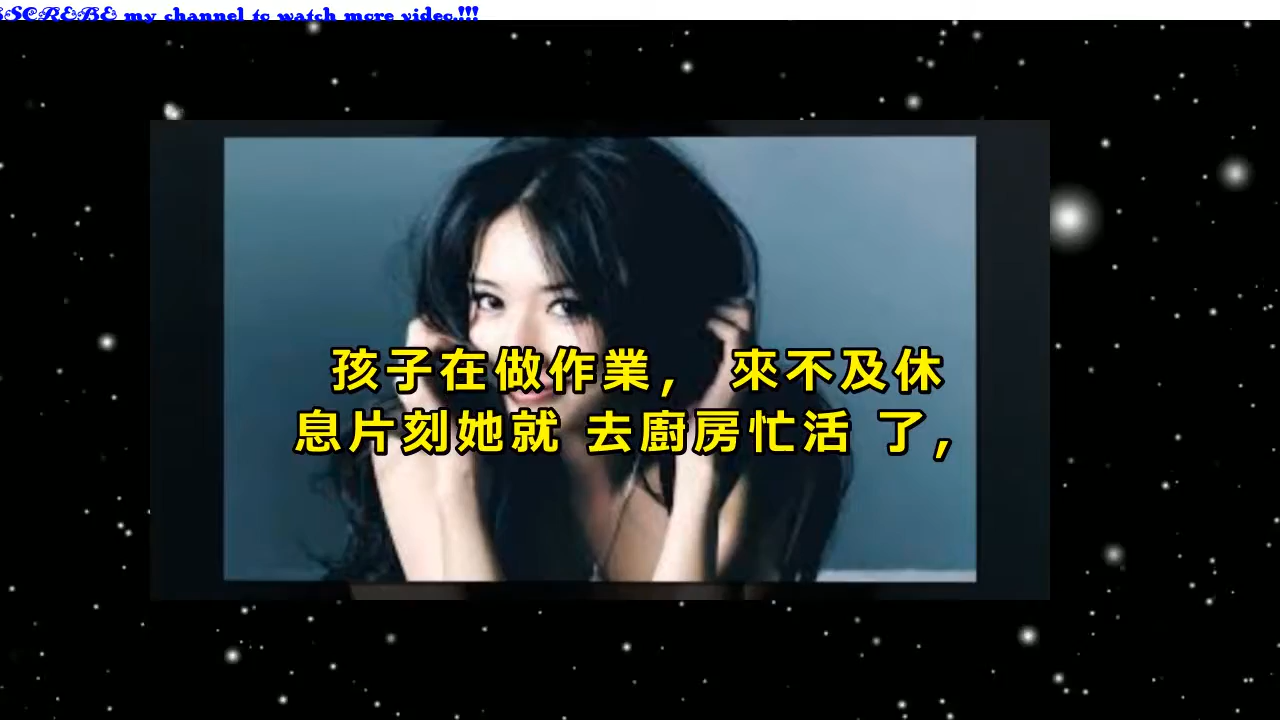 SCREBE my channel to watch more video.!!!
孩子在做作業， 來不及休
息片刻她就 去廚房忙活 了，